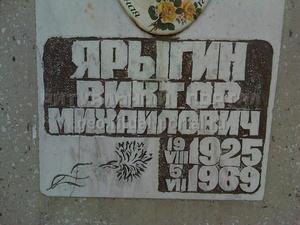 ЯРЫГИН
ВИКТОР
МИХАЙЛОВИЧ
19 VIII 1925
5 VII 1969